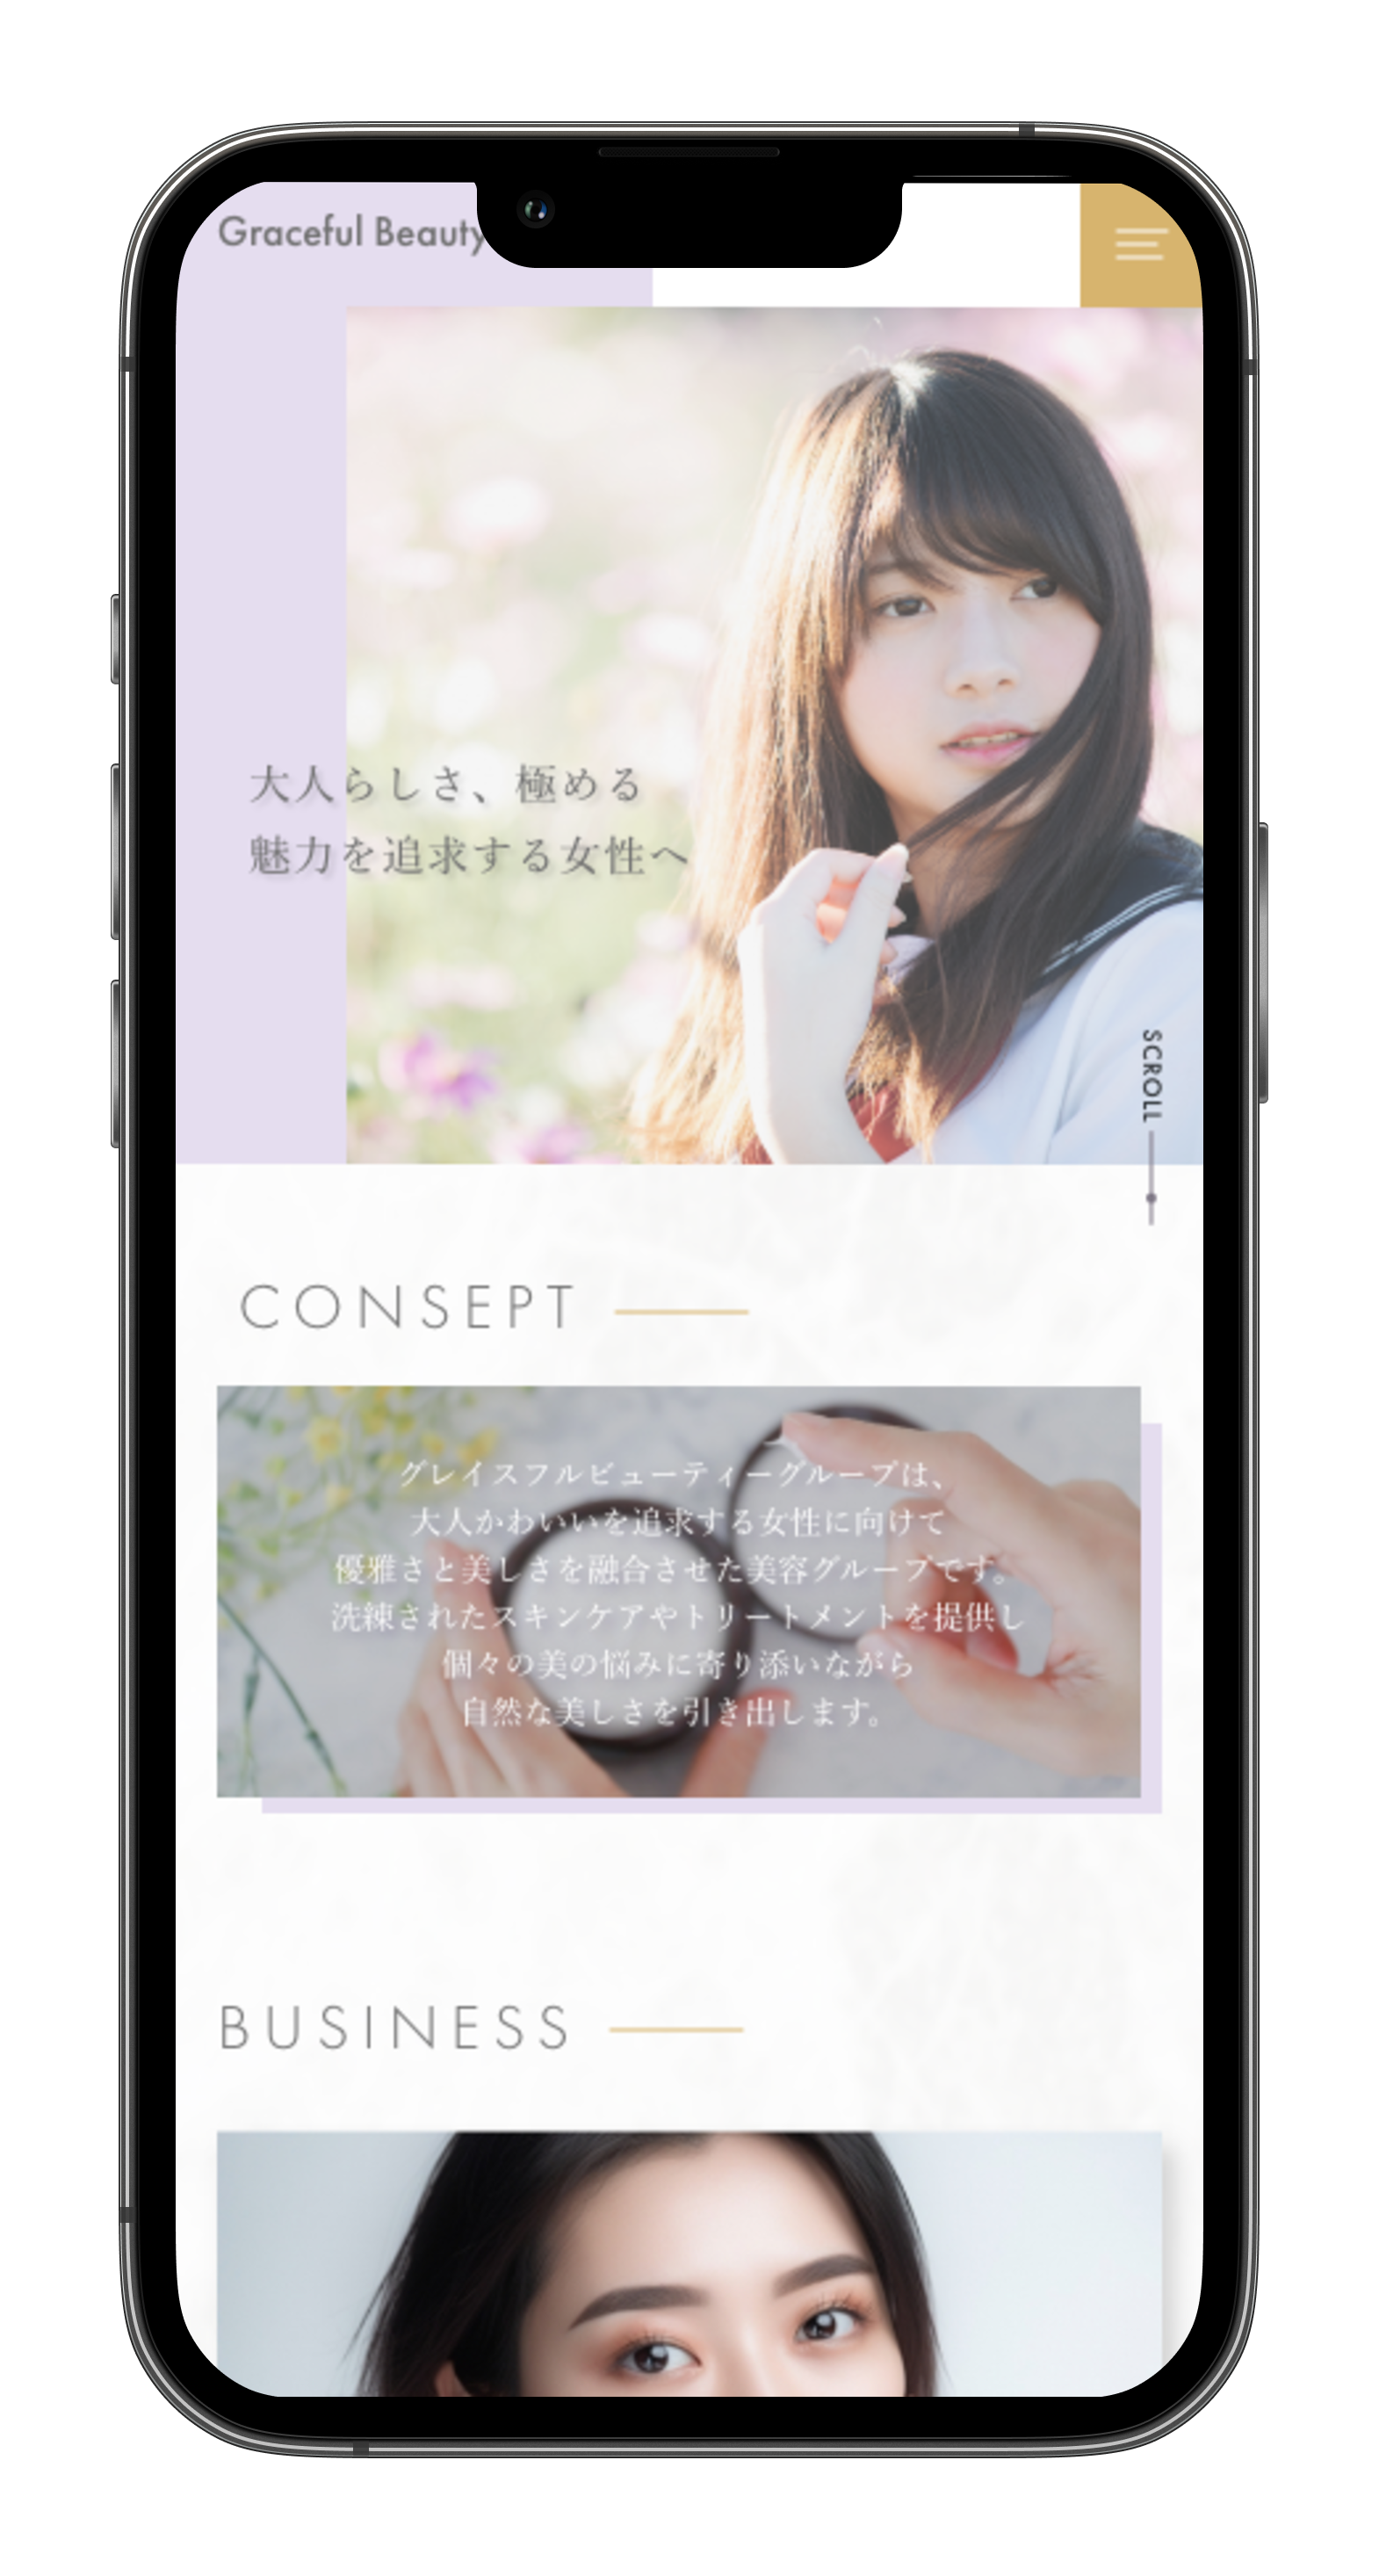 Graceful Beauty
大人らしさ、極める
魅力を追求する女性へ
SCROLL
CONSEPT
グレイスフルビューティーグループは、
大人かわいいを追求する女性に向けて
優雅さと美しさを融合させた美容グループです。
洗練されたスキンケアやトリートメントを提供し
個々の美の悩みに寄り添いながら
自然な美しさを引き出します。
BUSINESS